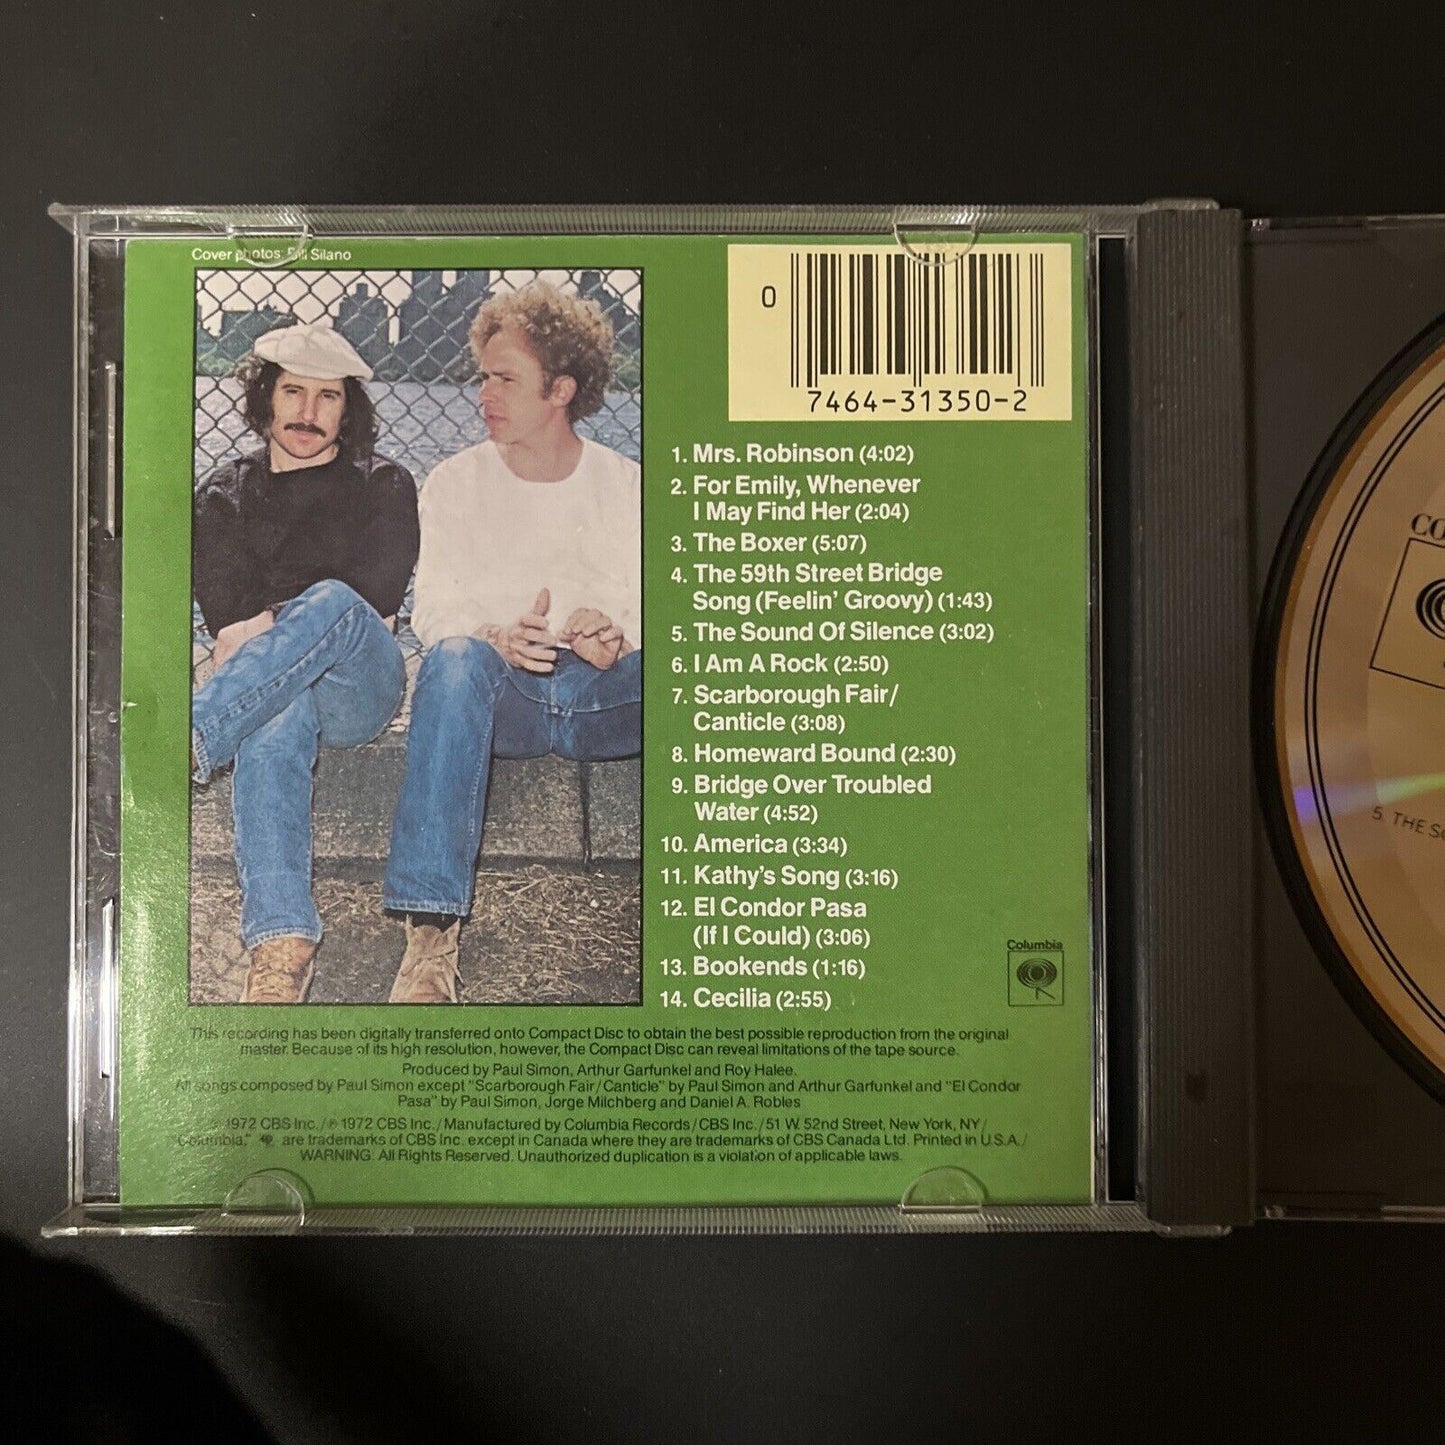 Cover photos: Bill Silano
0
7464-31350-2
1. Mrs. Robinson (4:02)
2. For Emily, Whenever
I May Find Her (2:04)
3. The Boxer (5:07)
4. The 59th Street Bridge
Song (Feelin' Groovy) (1:43)
5. The Sound Of Silence (3:02)
6. I Am A Rock (2:50)
7. Scarborough Fair/
Canticle (3:08)
8. Homeward Bound (2:30)
9. Bridge Over Troubled
Water (4:52)
10. America (3:34)
11. Kathy's Song (3:16)
12. El Condor Pasa
(If I Could) (3:06)
13. Bookends (1:16)
14. Cecilia (2:55)
Columbia
This recording has been digitally transferred onto Compact Disc to obtain the best possible reproduction from the original
master. Because of its high resolution, however, the Compact Disc can reveal limitations of the tape source.
Produced by Paul Simon, Arthur Garfunkel and Roy Halee.
All songs composed by Paul Simon except "Scarborough Fair/Canticle" by Paul Simon and Arthur Garfunkel and "El Condor
Pasa" by Paul Simon, Jorge Milchberg and Daniel A. Robles
© 1972 CBS Inc./℗ 1972 CBS Inc./Manufactured by Columbia Records/CBS Inc./51 W. 52nd Street, New York, NY/
"Columbia," are trademarks of CBS Inc. except in Canada where they are trademarks of CBS Canada Ltd. Printed in U.S.A./
WARNING: All Rights Reserved. Unauthorized duplication is a violation of applicable laws.
CO
5. THE S